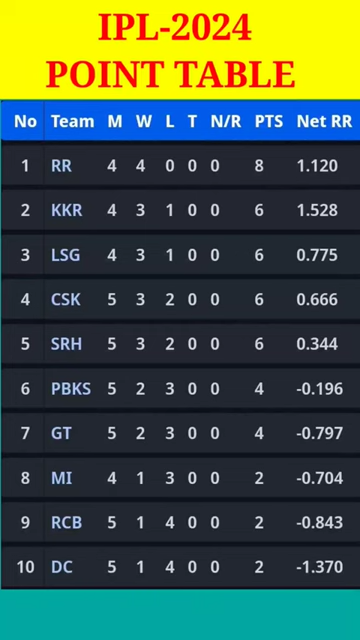 IPL-2024
POINT TABLE
No Team M W L T N/R PTS Net RR
1 RR 4 4 0 0 0 8 1.120
2 KKR 4 3 1 0 0 6 1.528
3 LSG 4 3 1 0 0 6 0.775
4 CSK 5 3 2 0 0 6 0.666
5 SRH 5 3 2 0 0 6 0.344
6 PBKS 5 2 3 0 0 4 -0.196
7 GT 5 2 3 0 0 4 -0.797
8 MI 4 1 3 0 0 2 -0.704
9 RCB 5 1 4 0 0 2 -0.843
10 DC 5 1 4 0 0 2 -1.370